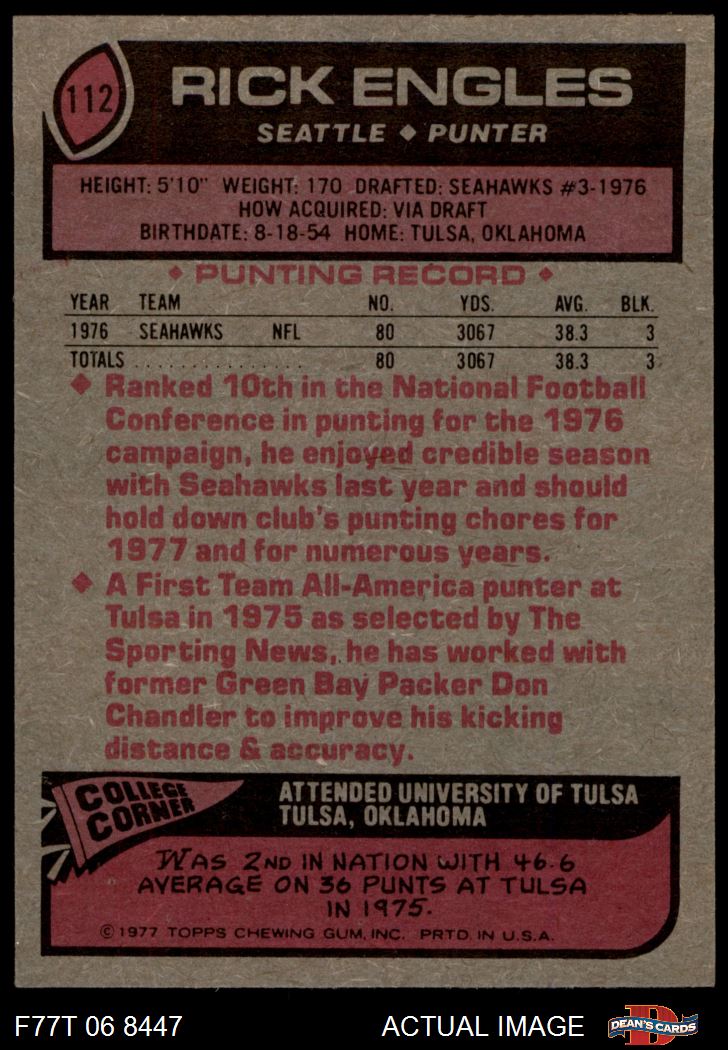 112
RICK ENGLES
SEATTLE ◆ PUNTER
HEIGHT: 5'10" WEIGHT: 170 DRAFTED: SEAHAWKS #3-1976
HOW ACQUIRED: VIA DRAFT
BIRTHDATE: 8-18-54 HOME: TULSA, OKLAHOMA
◆ PUNTING RECORD ◆
YEAR TEAM NO. YDS. AVG. BLK.
1976 SEAHAWKS NFL 80 3067 38.3 3
TOTALS . . . . . . . . . . . . . . . . 80 3067 38.3 3
◆ Ranked 10th in the National Football
Conference in punting for the 1976
campaign, he enjoyed credible season
with Seahawks last year and should
hold down club's punting chores for
1977 and for numerous years.
◆ A First Team All-America punter at
Tulsa in 1975 as selected by The
Sporting News, he has worked with
former Green Bay Packer Don
Chandler to improve his kicking
distance & accuracy.
COLLEGE
CORNER
ATTENDED UNIVERSITY OF TULSA
TULSA, OKLAHOMA
WAS 2ND IN NATION WITH 46.6
AVERAGE ON 36 PUNTS AT TULSA
IN 1975.
© 1977 TOPPS CHEWING GUM, INC. PRTD. IN U.S.A.
F77T 06 8447
ACTUAL IMAGE
D
DEAN'S CARDS